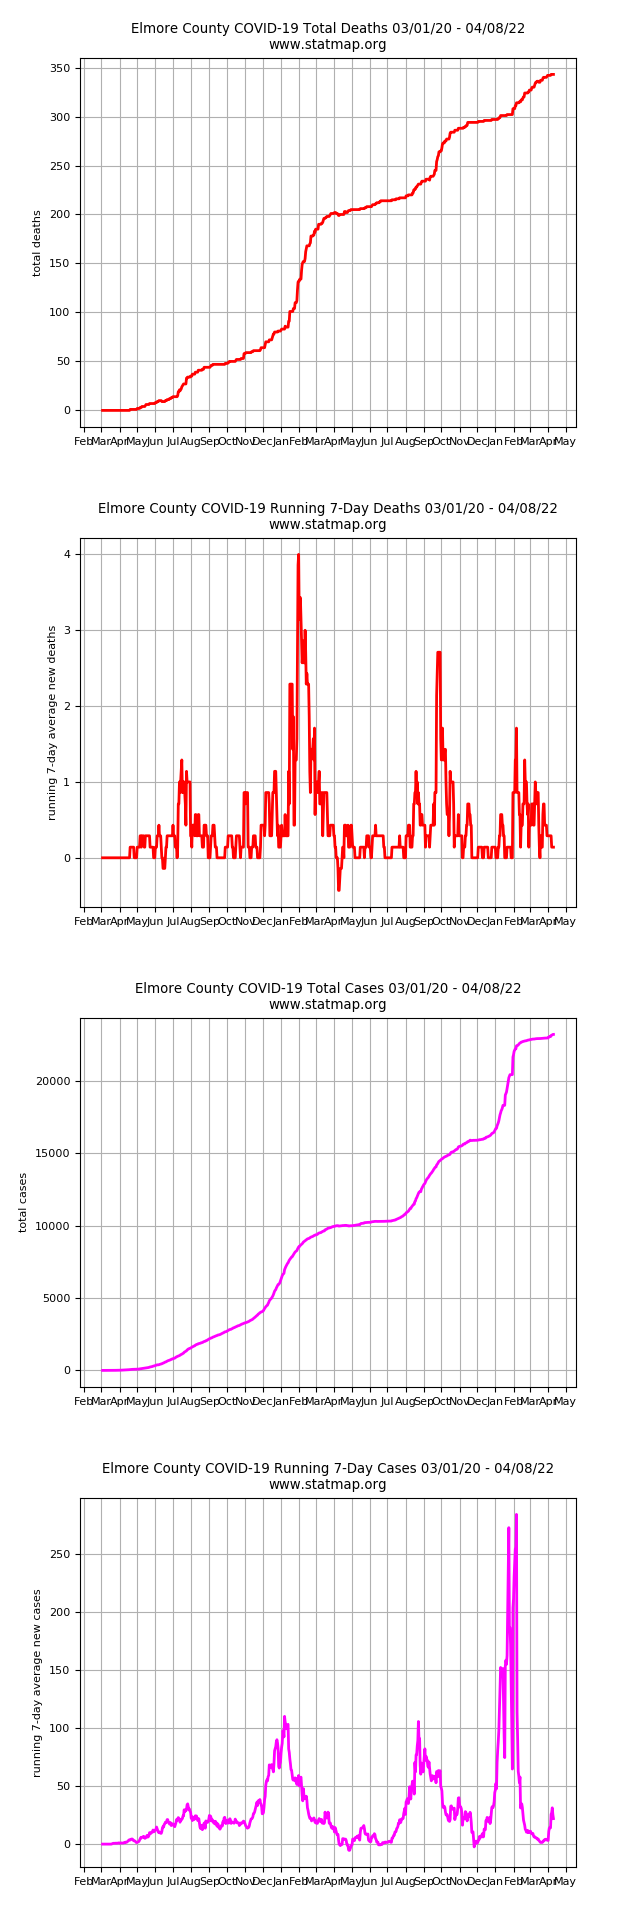 Elmore County COVID-19 Total Deaths 03/01/20 - 04/08/22
www.statmap.org
350
300
250
200
150
100
50
0
total deaths
Feb Mar Apr May Jun Jul Aug Sep Oct Nov Dec Jan Feb Mar Apr May Jun Jul Aug Sep Oct Nov Dec Jan Feb Mar Apr May
Elmore County COVID-19 Running 7-Day Deaths 03/01/20 - 04/08/22
www.statmap.org
4
3
2
1
0
running 7-day average new deaths
Feb Mar Apr May Jun Jul Aug Sep Oct Nov Dec Jan Feb Mar Apr May Jun Jul Aug Sep Oct Nov Dec Jan Feb Mar Apr May
Elmore County COVID-19 Total Cases 03/01/20 - 04/08/22
www.statmap.org
20000
15000
10000
5000
0
total cases
Feb Mar Apr May Jun Jul Aug Sep Oct Nov Dec Jan Feb Mar Apr May Jun Jul Aug Sep Oct Nov Dec Jan Feb Mar Apr May
Elmore County COVID-19 Running 7-Day Cases 03/01/20 - 04/08/22
www.statmap.org
250
200
150
100
50
0
running 7-day average new cases
Feb Mar Apr May Jun Jul Aug Sep Oct Nov Dec Jan Feb Mar Apr May Jun Jul Aug Sep Oct Nov Dec Jan Feb Mar Apr May